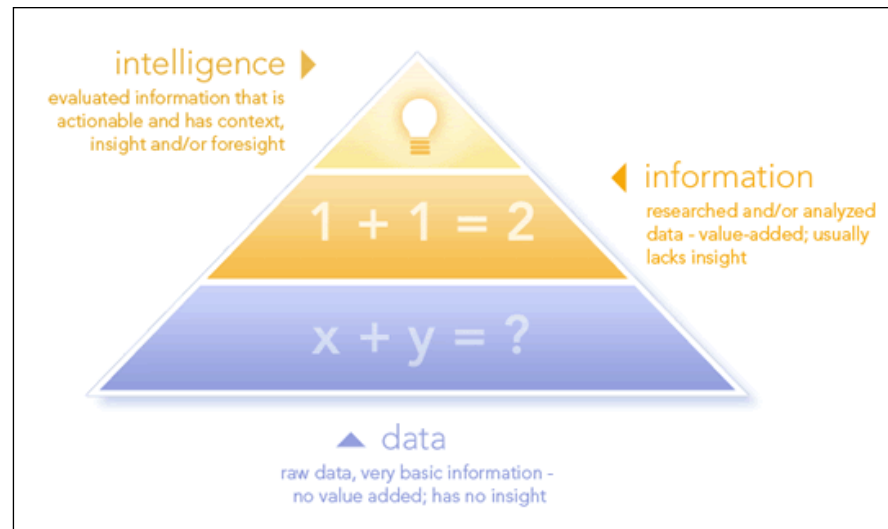 intelligence
evaluated information that is
actionable and has context,
insight and/or foresight
information
researched and/or analyzed
data - value-added; usually
lacks insight
1 + 1 = 2
x + y = ?
data
raw data, very basic information -
no value added; has no insight